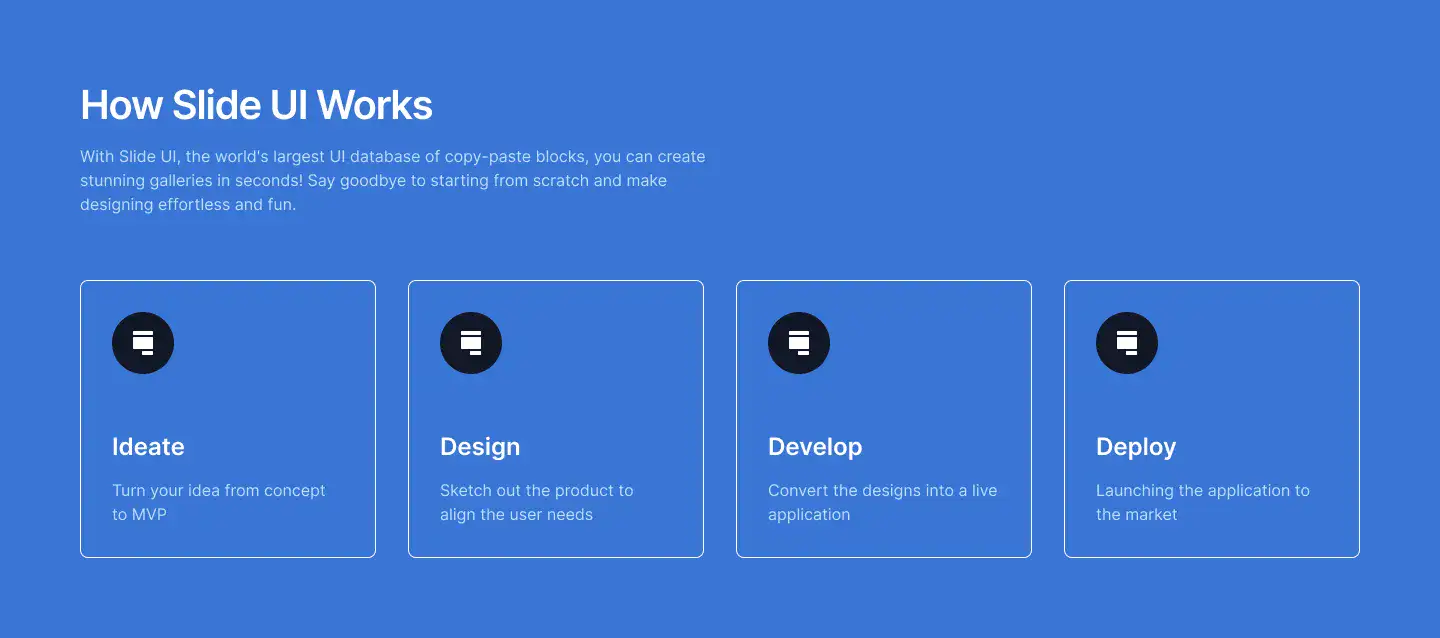 How Slide UI Works
With Slide UI, the world's largest UI database of copy-paste blocks, you can create
stunning galleries in seconds! Say goodbye to starting from scratch and make
designing effortless and fun.
Ideate
Turn your idea from concept
to MVP
Design
Sketch out the product to
align the user needs
Develop
Convert the designs into a live
application
Deploy
Launching the application to
the market